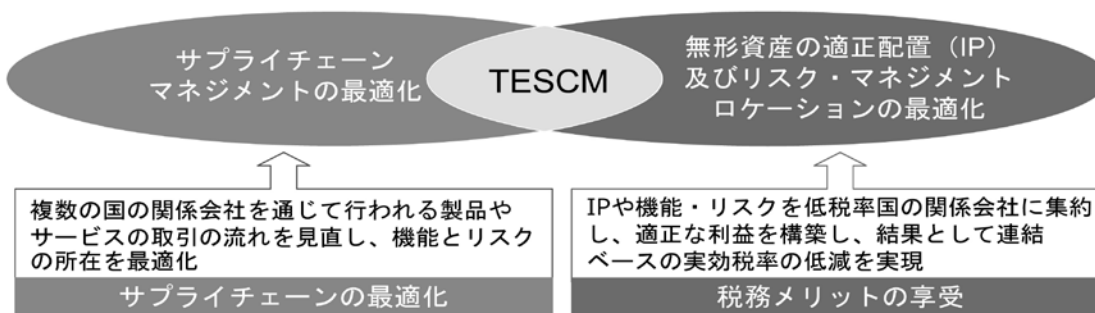 サプライチェーン
マネジメントの最適化
TESCM
無形資産の適正配置（IP）
及びリスク・マネジメント
ロケーションの最適化
複数の国の関係会社を通じて行われる製品や
サービスの取引の流れを見直し、機能とリスク
の所在を最適化
サプライチェーンの最適化
IPや機能・リスクを低税率国の関係会社に集約
し、適正な利益を構築し、結果として連結
ベースの実効税率の低減を実現
税務メリットの享受